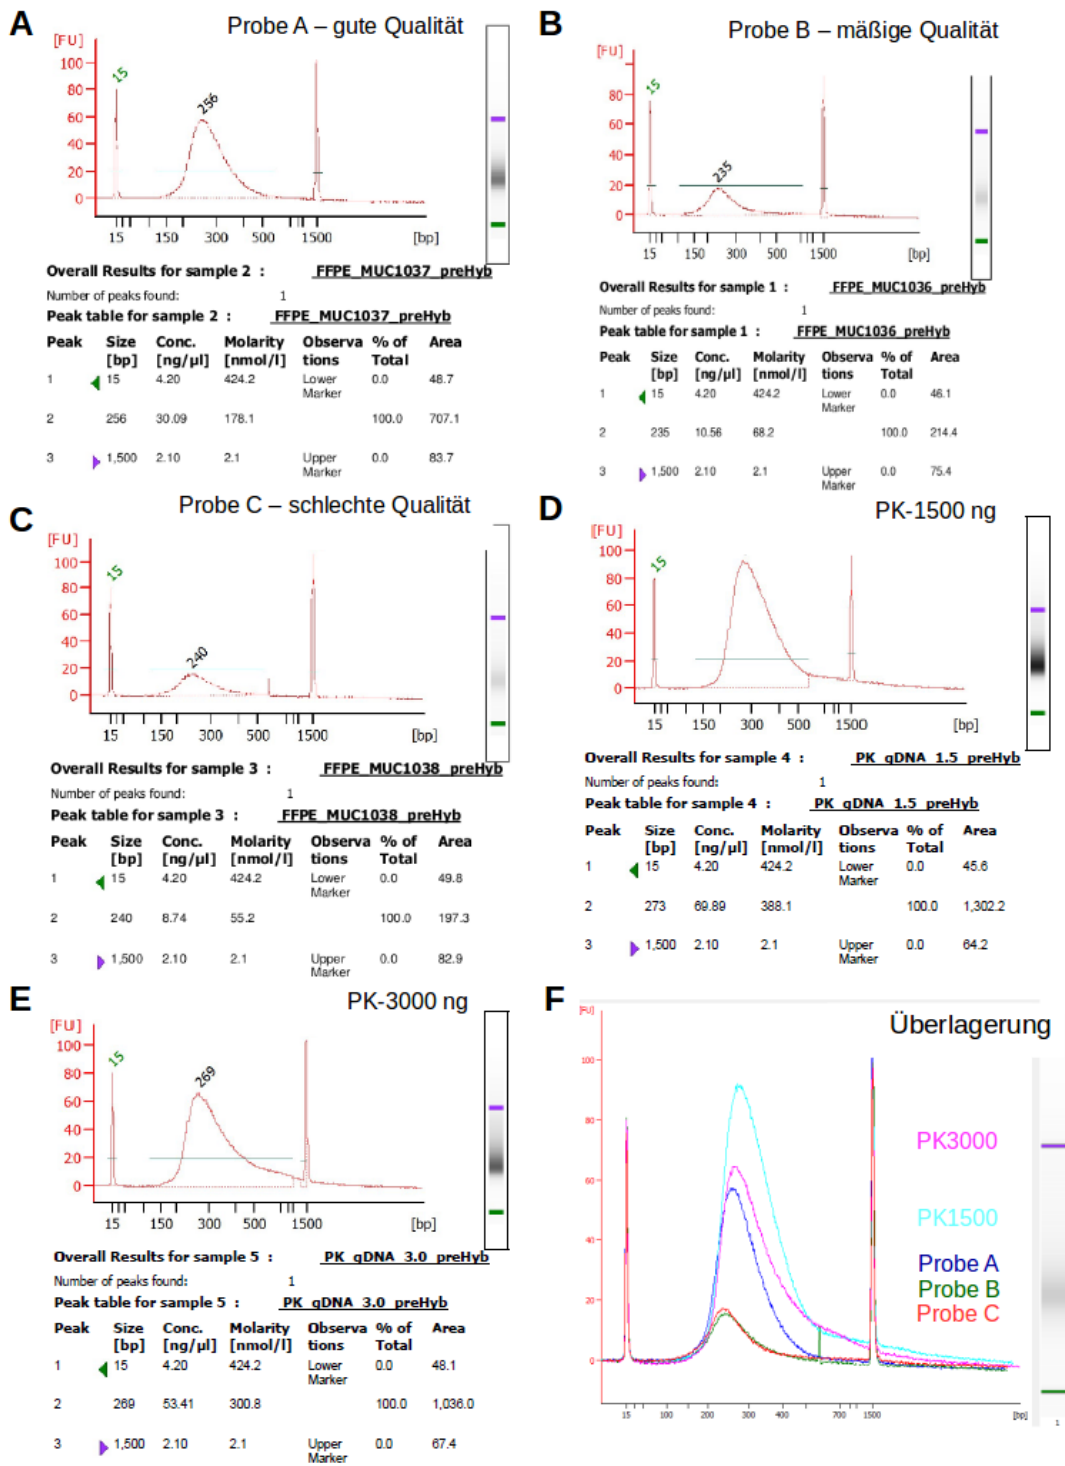 A
Probe A – gute Qualität
[FU]
100
80
60
40
20
0
15
256
15 150 300 500 1500 [bp]
Overall Results for sample 2 : FFPE_MUC1037_preHyb
Number of peaks found: 1
Peak table for sample 2 : FFPE_MUC1037_preHyb
Peak Size Conc. Molarity Observa % of Area
[bp] [ng/µl] [nmol/l] tions Total
1 15 4.20 424.2 Lower 0.0 48.7
Marker
2 256 30.09 178.1 100.0 707.1
3 1,500 2.10 2.1 Upper 0.0 83.7
Marker
B
Probe B – mäßige Qualität
[FU]
80
60
40
20
0
15
235
15 150 300 500 1500 [bp]
Overall Results for sample 1 : FFPE_MUC1036_preHyb
Number of peaks found: 1
Peak table for sample 1 : FFPE_MUC1036_preHyb
Peak Size Conc. Molarity Observa % of Area
[bp] [ng/µl] [nmol/l] tions Total
1 15 4.20 424.2 Lower 0.0 46.1
Marker
2 235 10.56 68.2 100.0 214.4
3 1,500 2.10 2.1 Upper 0.0 75.4
Marker
C
Probe C – schlechte Qualität
[FU]
100
80
60
40
20
0
15
240
15 150 300 500 1500 [bp]
Overall Results for sample 3 : FFPE_MUC1038_preHyb
Number of peaks found: 1
Peak table for sample 3 : FFPE_MUC1038_preHyb
Peak Size Conc. Molarity Observa % of Area
[bp] [ng/µl] [nmol/l] tions Total
1 15 4.20 424.2 Lower 0.0 49.8
Marker
2 240 8.74 55.2 100.0 197.3
3 1,500 2.10 2.1 Upper 0.0 82.9
Marker
D
PK-1500 ng
[FU]
100
80
60
40
20
0
15
15 150 300 500 1500 [bp]
Overall Results for sample 4 : PK_gDNA_1.5_preHyb
Number of peaks found: 1
Peak table for sample 4 : PK_gDNA_1.5_preHyb
Peak Size Conc. Molarity Observa % of Area
[bp] [ng/µl] [nmol/l] tions Total
1 15 4.20 424.2 Lower 0.0 45.6
Marker
2 273 69.89 388.1 100.0 1,302.2
3 1,500 2.10 2.1 Upper 0.0 64.2
Marker
E
PK-3000 ng
[FU]
100
80
60
40
20
0
15
269
15 150 300 500 1500 [bp]
Overall Results for sample 5 : PK_gDNA_3.0_preHyb
Number of peaks found: 1
Peak table for sample 5 : PK_gDNA_3.0_preHyb
Peak Size Conc. Molarity Observa % of Area
[bp] [ng/µl] [nmol/l] tions Total
1 15 4.20 424.2 Lower 0.0 48.1
Marker
2 269 53.41 300.8 100.0 1,036.0
3 1,500 2.10 2.1 Upper 0.0 67.4
Marker
F
Überlagerung
[FU]
100
80
60
40
20
0
PK3000
PK1500
Probe A
Probe B
Probe C
15 100 200 300 400 700 1500 [bp]
1